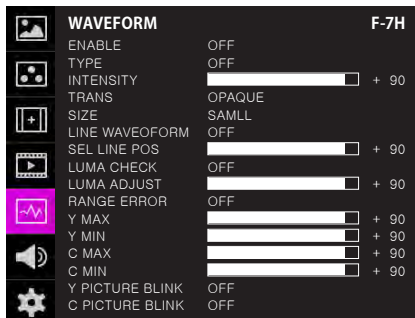 WAVEFORM F-7H
ENABLE OFF
TYPE OFF
INTENSITY + 90
TRANS OPAQUE
SIZE SAMLL
LINE WAVEOFORM OFF
SEL LINE POS + 90
LUMA CHECK OFF
LUMA ADJUST + 90
RANGE ERROR OFF
Y MAX + 90
Y MIN + 90
C MAX + 90
C MIN + 90
Y PICTURE BLINK OFF
C PICTURE BLINK OFF